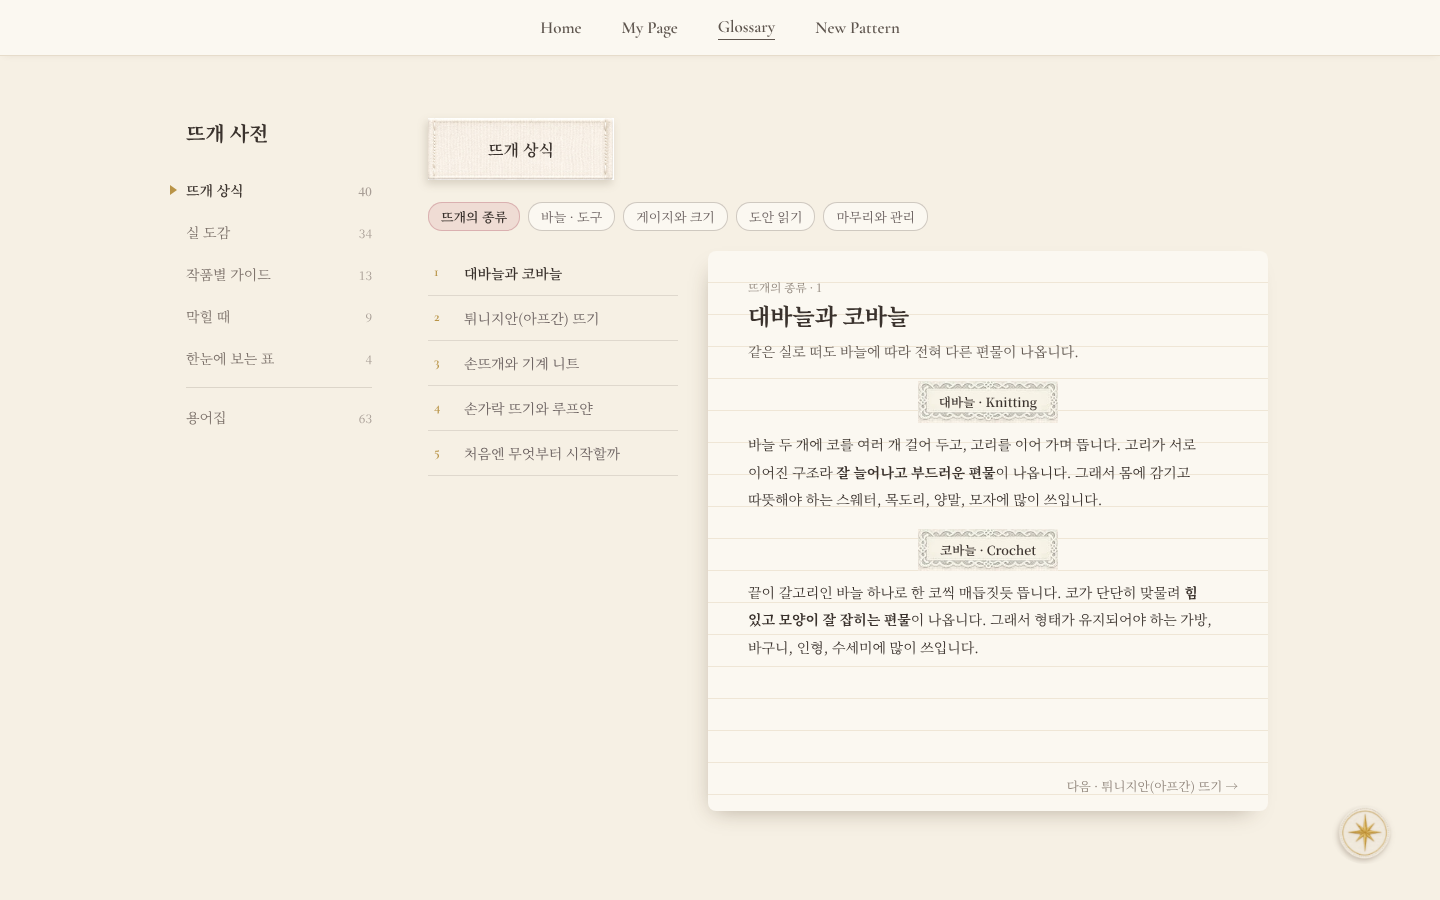 Home
My Page
Glossary
New Pattern
뜨개 사전
뜨개 상식 40
실 도감 34
작품별 가이드 13
막힐 때 9
한눈에 보는 표 4
용어집 63
뜨개 상식
뜨개의 종류
바늘 · 도구
게이지와 크기
도안 읽기
마무리와 관리
1 대바늘과 코바늘
2 튀니지안(아프간) 뜨기
3 손뜨개와 기계 니트
4 손가락 뜨기와 루프얀
5 처음엔 무엇부터 시작할까
뜨개의 종류 · 1
대바늘과 코바늘
같은 실로 떠도 바늘에 따라 전혀 다른 편물이 나옵니다.
대바늘 · Knitting
바늘 두 개에 코를 여러 개 걸어 두고, 고리를 이어 가며 뜹니다. 고리가 서로
이어진 구조라 잘 늘어나고 부드러운 편물이 나옵니다. 그래서 몸에 감기고
따뜻해야 하는 스웨터, 목도리, 양말, 모자에 많이 쓰입니다.
코바늘 · Crochet
끝이 갈고리인 바늘 하나로 한 코씩 매듭짓듯 뜹니다. 코가 단단히 맞물려 힘
있고 모양이 잘 잡히는 편물이 나옵니다. 그래서 형태가 유지되어야 하는 가방,
바구니, 인형, 수세미에 많이 쓰입니다.
다음 · 튀니지안(아프간) 뜨기 →